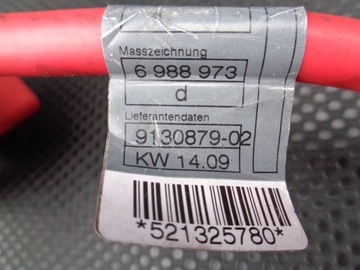 Masszeichnung
6 988 973
d
Lieferantendaten
9130879-02
KW 14.09
*521325780*